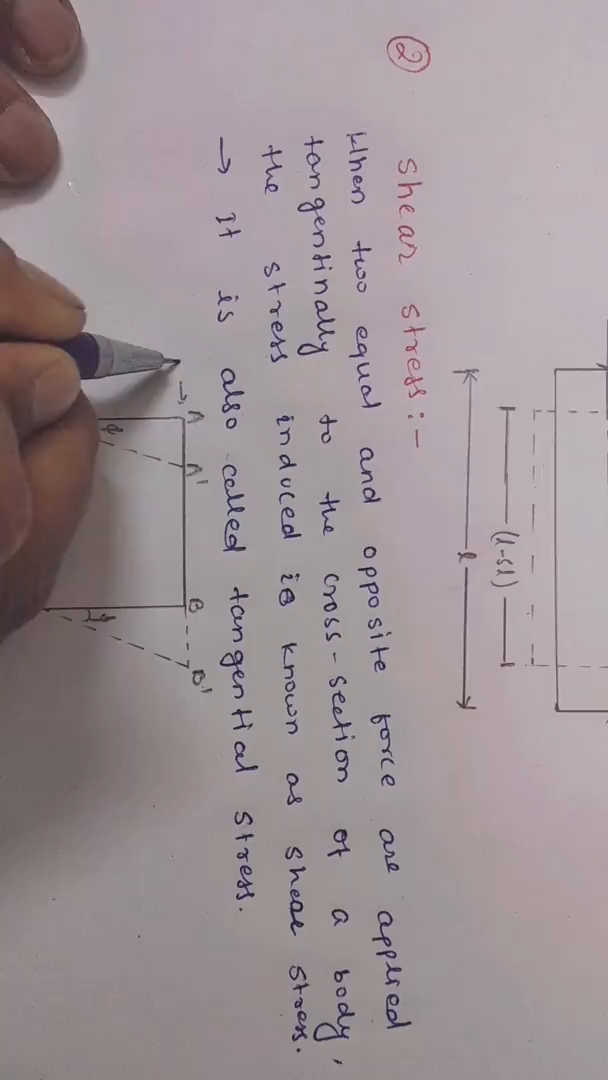 (l-δl)
l
② Shear stress:-
When two equal and opposite force are applied
tangentinally to the cross-section of a body,
the stress induced is known as shear stress.
→ It is also called tangential stress.
→ A A' B B'
φ φ